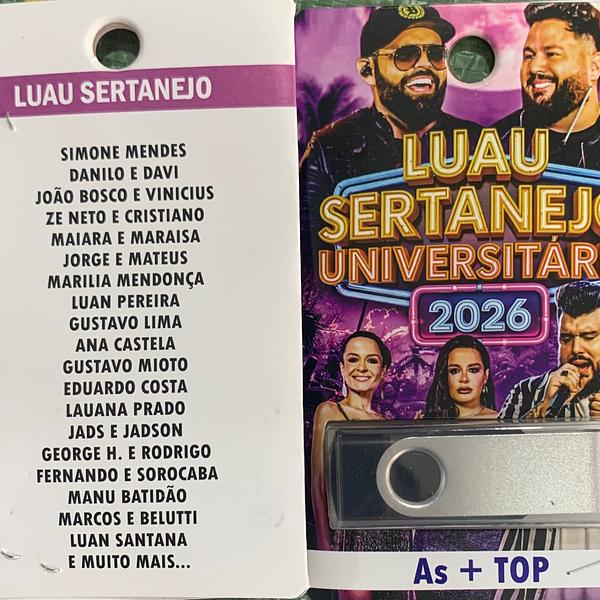 LUAU SERTANEJO
SIMONE MENDES
DANILO E DAVI
JOÃO BOSCO E VINICIUS
ZE NETO E CRISTIANO
MAIARA E MARAISA
JORGE E MATEUS
MARILIA MENDONÇA
LUAN PEREIRA
GUSTAVO LIMA
ANA CASTELA
GUSTAVO MIOTO
EDUARDO COSTA
LAUANA PRADO
JADS E JADSON
GEORGE H. E RODRIGO
FERNANDO E SOROCABA
MANU BATIDÃO
MARCOS E BELUTTI
LUAN SANTANA
E MUITO MAIS...
LUAU
SERTANEJO
UNIVERSITÁR
2026
As + TOP